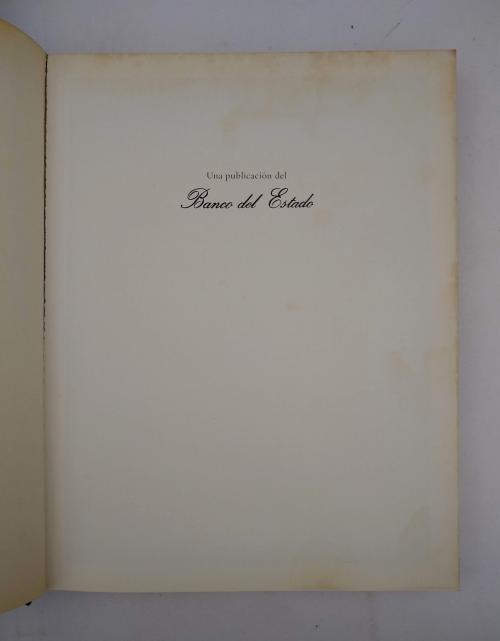 Una publicación del
Banco del Estado